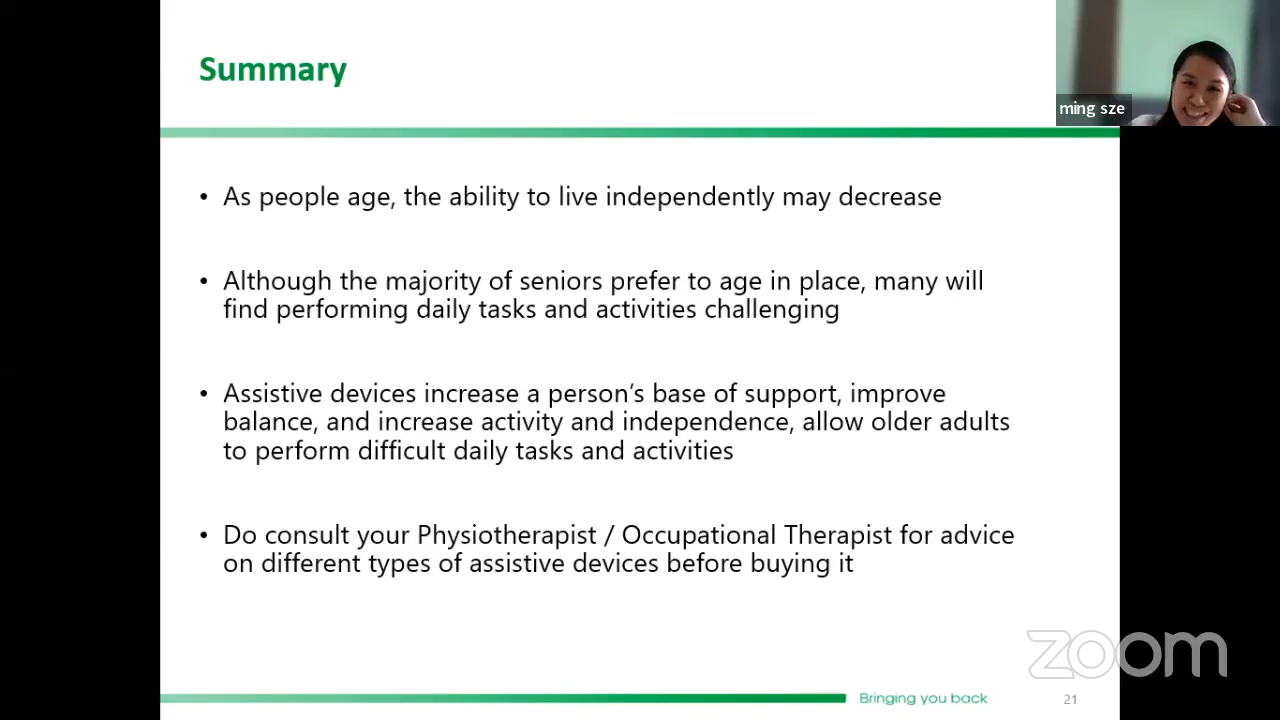 Summary
ming sze
• As people age, the ability to live independently may decrease
• Although the majority of seniors prefer to age in place, many will
find performing daily tasks and activities challenging
• Assistive devices increase a person’s base of support, improve
balance, and increase activity and independence, allow older adults
to perform difficult daily tasks and activities
• Do consult your Physiotherapist / Occupational Therapist for advice
on different types of assistive devices before buying it
zoom
Bringing you back
21